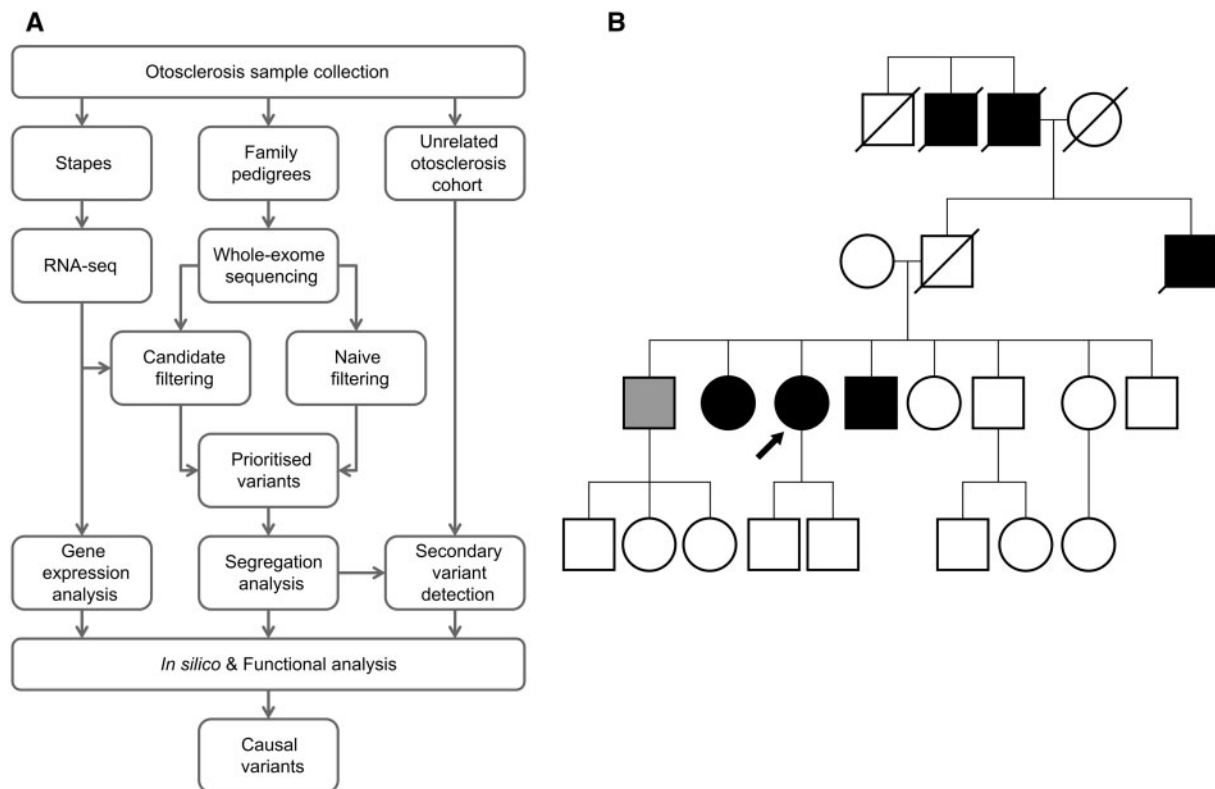 A
B
Otosclerosis sample collection
Stapes
Family
pedigrees
Unrelated
otosclerosis
cohort
RNA-seq
Whole-exome
sequencing
Candidate
filtering
Naive
filtering
Prioritised
variants
Gene
expression
analysis
Segregation
analysis
Secondary
variant
detection
In silico & Functional analysis
Causal
variants